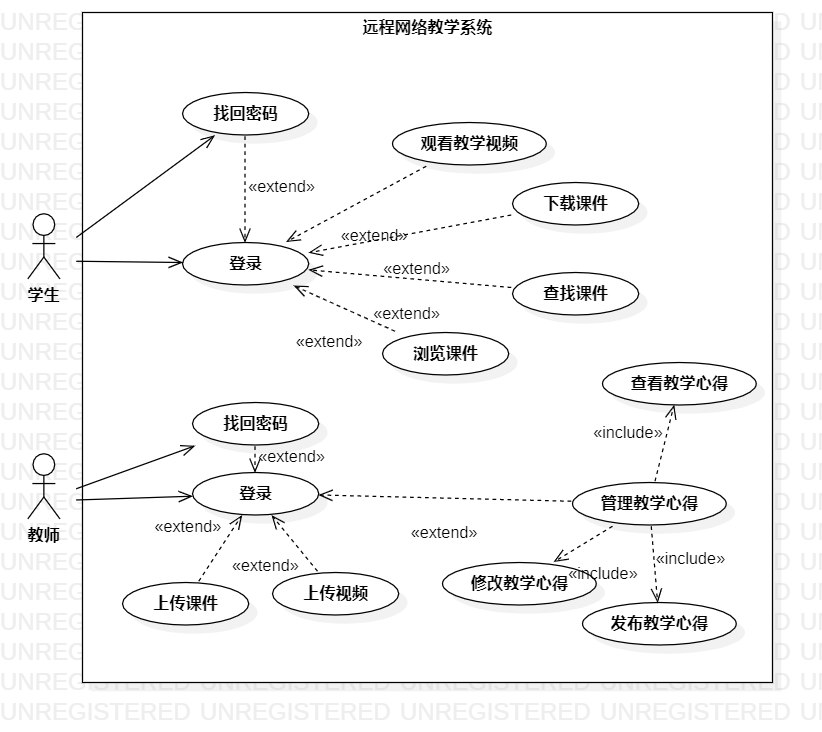 远程网络教学系统
找回密码
观看教学视频
«extend»
下载课件
«extend»
登录
«extend»
查找课件
学生
«extend»
«extend»
浏览课件
查看教学心得
找回密码
«include»
«extend»
登录
管理教学心得
«extend»
«extend»
教师
«include»
«extend»
«include»
修改教学心得
上传视频
上传课件
发布教学心得
UNREGISTERED UNREGISTERED UNREGISTERED UNREGISTERED UI